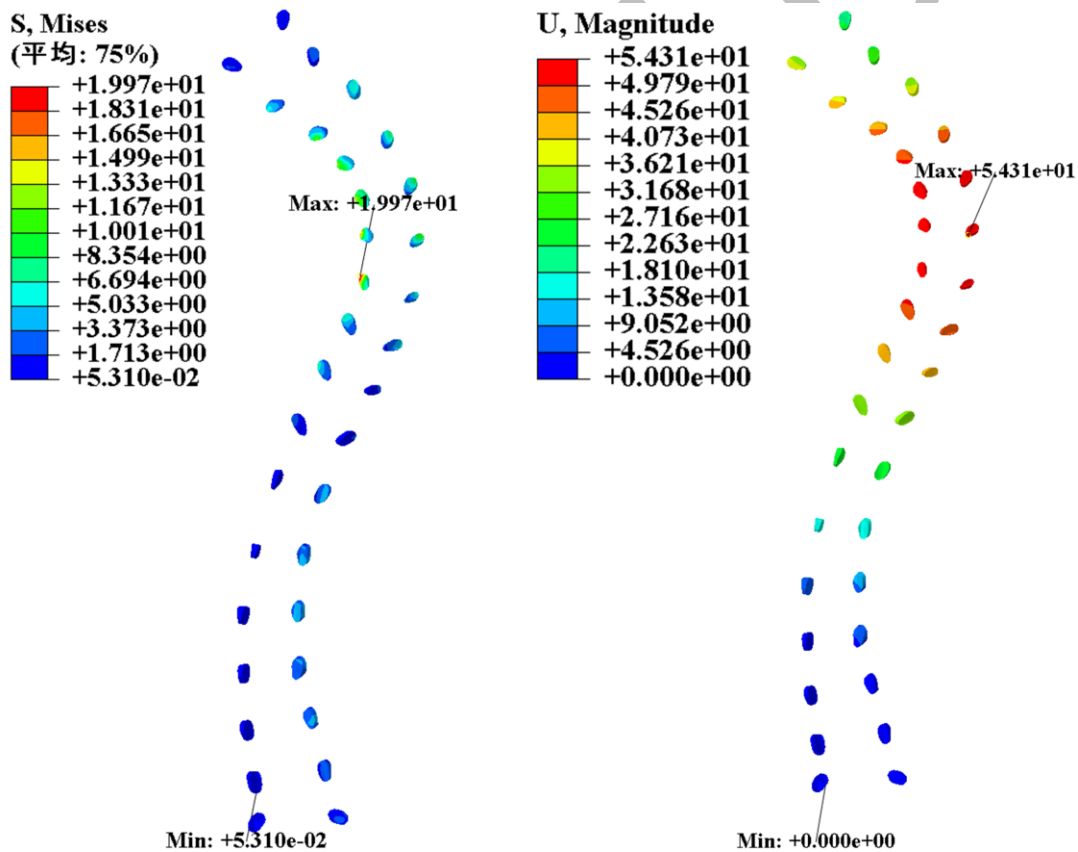 S, Mises
(平均: 75%)
+1.997e+01
+1.831e+01
+1.665e+01
+1.499e+01
+1.333e+01
+1.167e+01
+1.001e+01
+8.354e+00
+6.694e+00
+5.033e+00
+3.373e+00
+1.713e+00
+5.310e-02
Max: +1.997e+01
Min: +5.310e-02
U, Magnitude
+5.431e+01
+4.979e+01
+4.526e+01
+4.073e+01
+3.621e+01
+3.168e+01
+2.716e+01
+2.263e+01
+1.810e+01
+1.358e+01
+9.052e+00
+4.526e+00
+0.000e+00
Max: +5.431e+01
Min: +0.000e+00